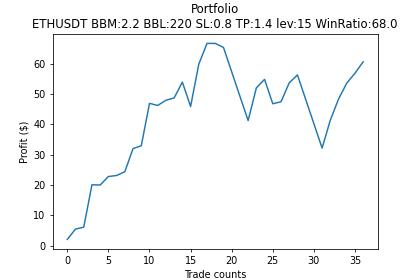 Portfolio
ETHUSDT BBM:2.2 BBL:220 SL:0.8 TP:1.4 lev:15 WinRatio:68.0
60
50
40
30
20
10
0
Profit ($)
0 5 10 15 20 25 30 35
Trade counts